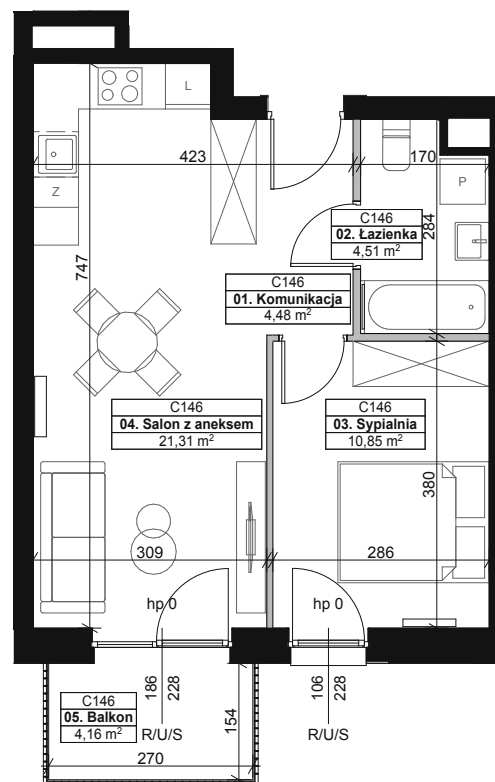 L
423
170
Z
P
C146
02. Łazienka
4,51 m²
284
747
C146
01. Komunikacja
4,48 m²
C146
04. Salon z aneksem
21,31 m²
C146
03. Sypialnia
10,85 m²
380
309
286
hp 0
hp 0
186
228
106
228
C146
05. Balkon
4,16 m²
154
R/U/S
R/U/S
270